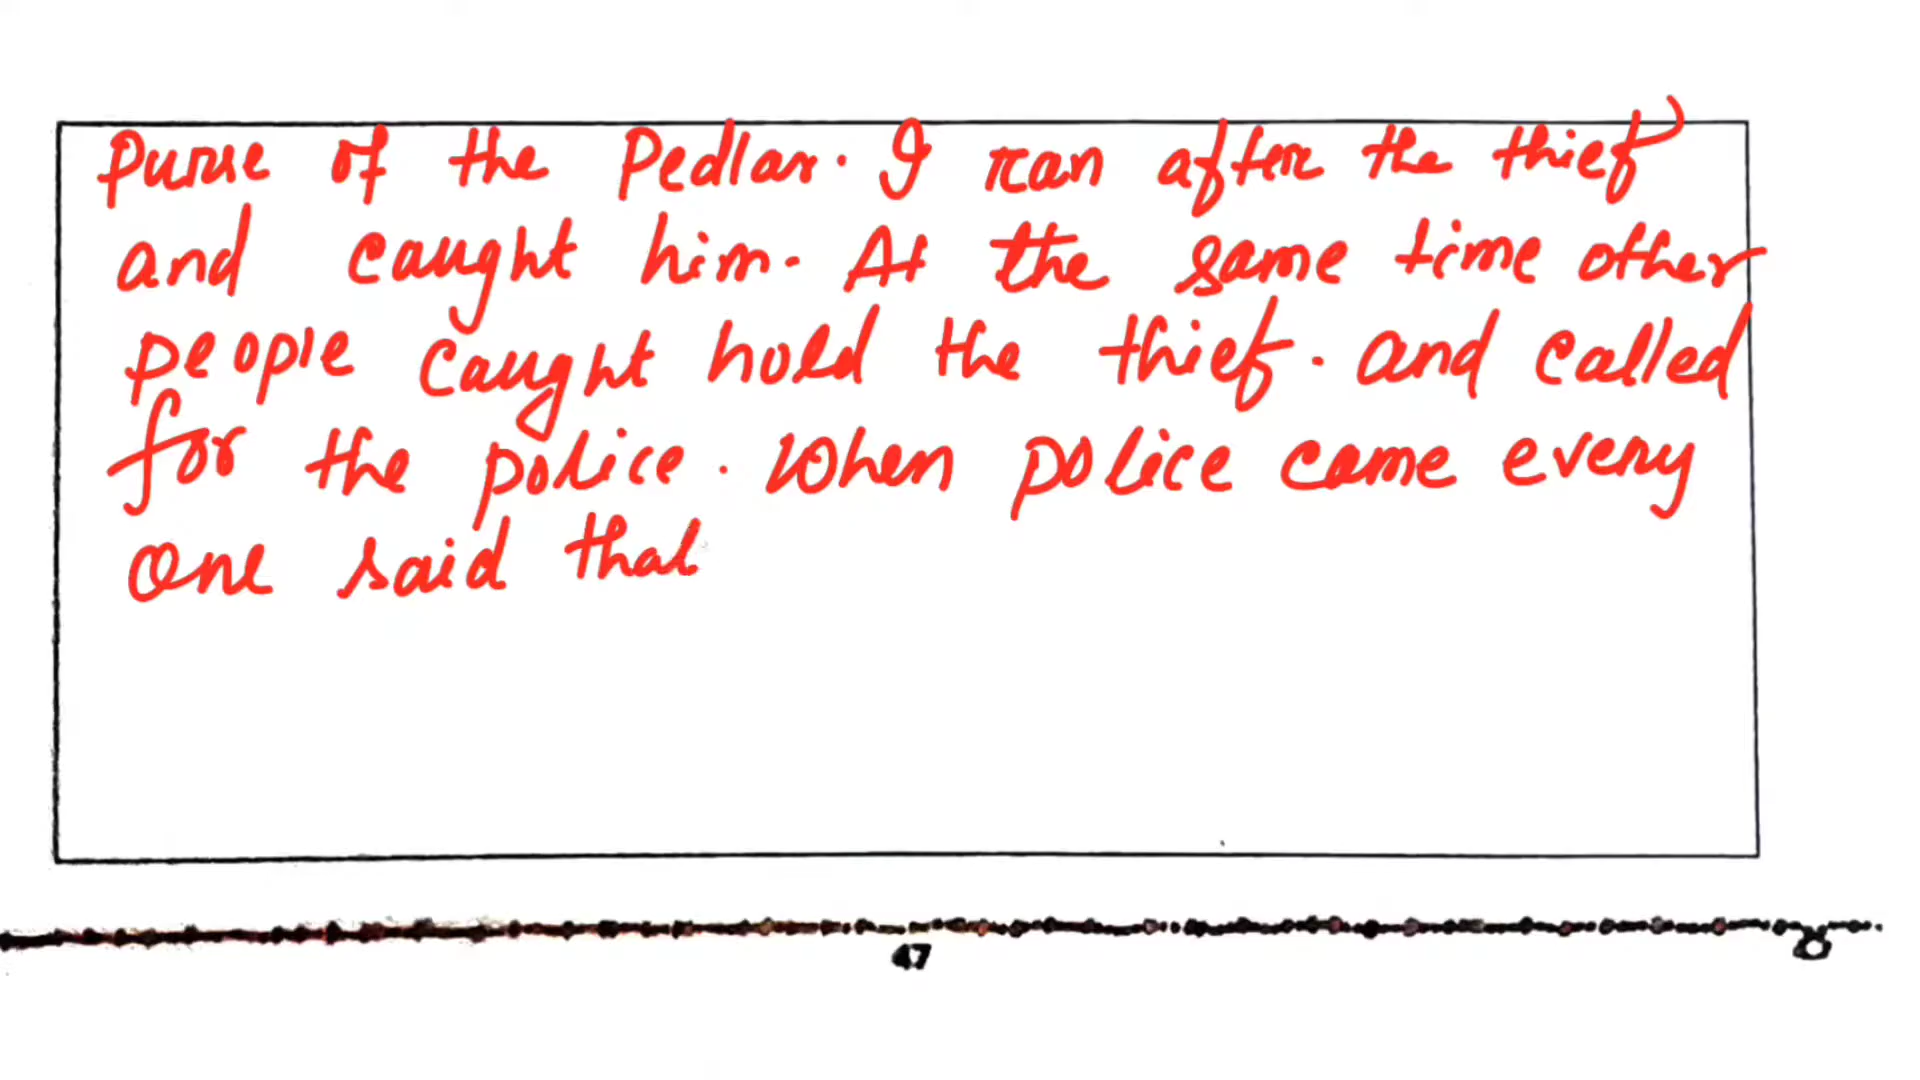 purse of the Pedlar. I ran after the thief
and caught him. At the same time other
people caught hold the thief. and called
for the police. When police came every
one said that
47